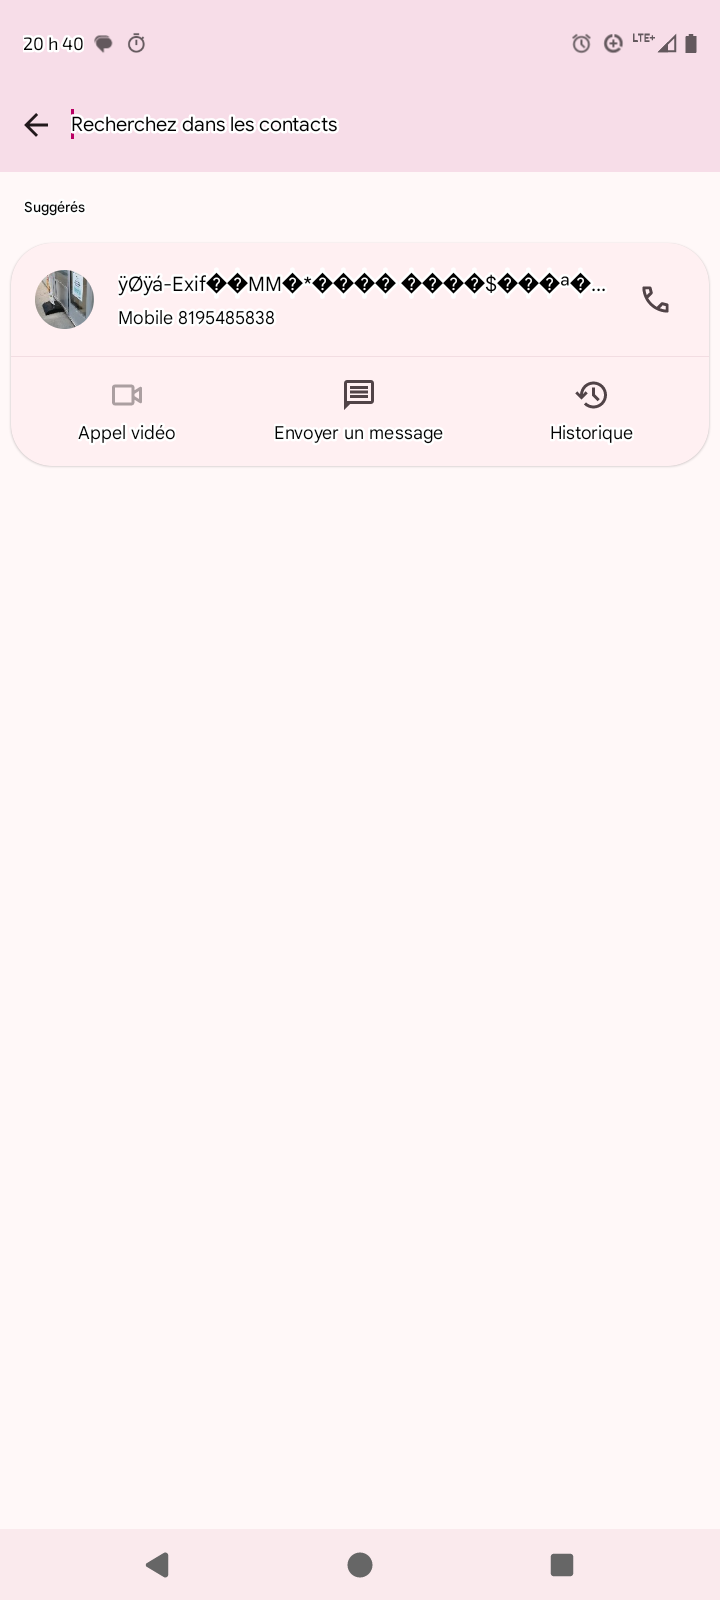 20 h 40
LTE+
Recherchez dans les contacts
Suggérés
ÿØÿá-Exif��MM�*���� ����$���ª�...
Mobile 8195485838
Appel vidéo
Envoyer un message
Historique